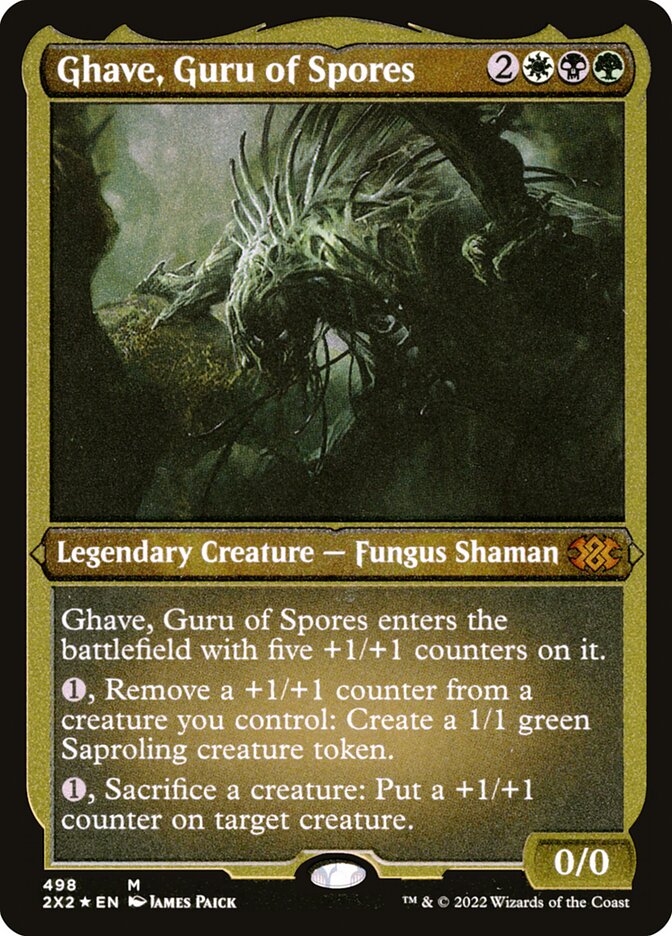 Ghave, Guru of Spores 2
Legendary Creature — Fungus Shaman
Ghave, Guru of Spores enters the
battlefield with five +1/+1 counters on it.
1, Remove a +1/+1 counter from a
creature you control: Create a 1/1 green
Saproling creature token.
1, Sacrifice a creature: Put a +1/+1
counter on target creature.
0/0
498 M
2X2 ★ EN James Paick ™ & © 2022 Wizards of the Coast